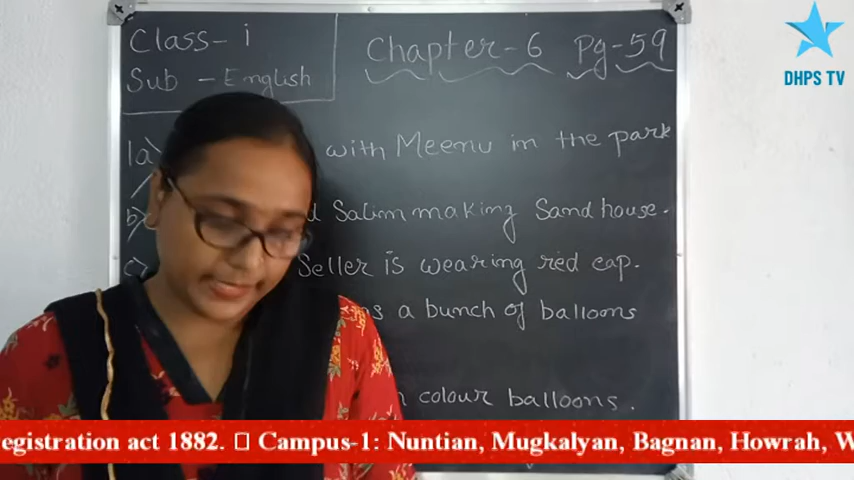 Class - i
Sub - English
Chapter - 6 Pg - 59
1a) with Meenu in the park
b) Salim making Sand house.
c) Seller is wearing red cap.
a bunch of balloons
colour balloons.
DHPS TV
egistration act 1882. Campus-1: Nuntian, Mugkalyan, Bagnan, Howrah, W